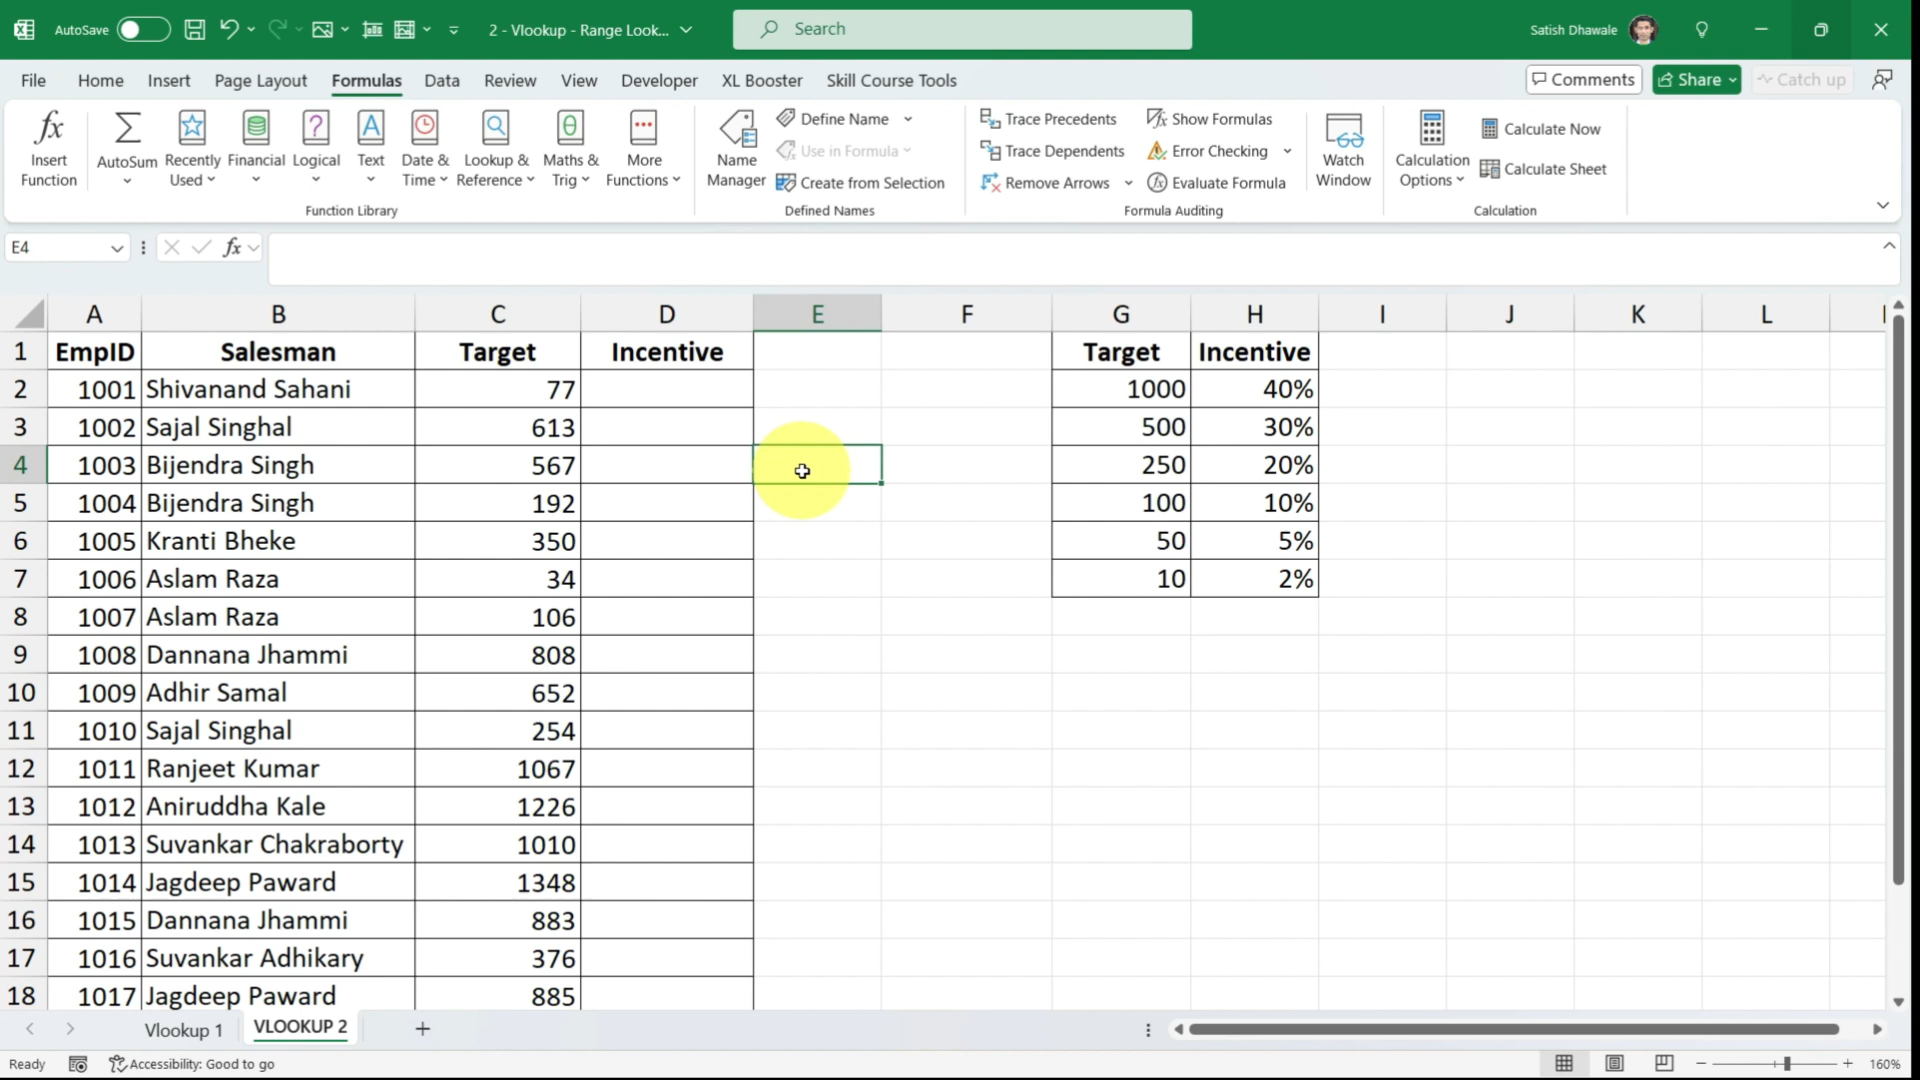 AutoSave
2 - Vlookup - Range Look...
Search
Satish Dhawale
File Home Insert Page Layout Formulas Data Review View Developer XL Booster Skill Course Tools
Comments Share Catch up
Insert Function
AutoSum
Recently Used
Financial
Logical
Text
Date & Time
Lookup & Reference
Maths & Trig
More Functions
Function Library
Name Manager
Define Name
Use in Formula
Create from Selection
Defined Names
Trace Precedents
Trace Dependents
Remove Arrows
Show Formulas
Error Checking
Evaluate Formula
Formula Auditing
Watch Window
Calculation Options
Calculate Now
Calculate Sheet
Calculation
E4
fx
A B C D E F G H I J K L
1 EmpID Salesman Target Incentive Target Incentive
2 1001 Shivanand Sahani 77 1000 40%
3 1002 Sajal Singhal 613 500 30%
4 1003 Bijendra Singh 567 250 20%
5 1004 Bijendra Singh 192 100 10%
6 1005 Kranti Bheke 350 50 5%
7 1006 Aslam Raza 34 10 2%
8 1007 Aslam Raza 106
9 1008 Dannana Jhammi 808
10 1009 Adhir Samal 652
11 1010 Sajal Singhal 254
12 1011 Ranjeet Kumar 1067
13 1012 Aniruddha Kale 1226
14 1013 Suvankar Chakraborty 1010
15 1014 Jagdeep Paward 1348
16 1015 Dannana Jhammi 883
17 1016 Suvankar Adhikary 376
18 1017 Jagdeep Paward 885
Vlookup 1 VLOOKUP 2
Ready Accessibility: Good to go 160%